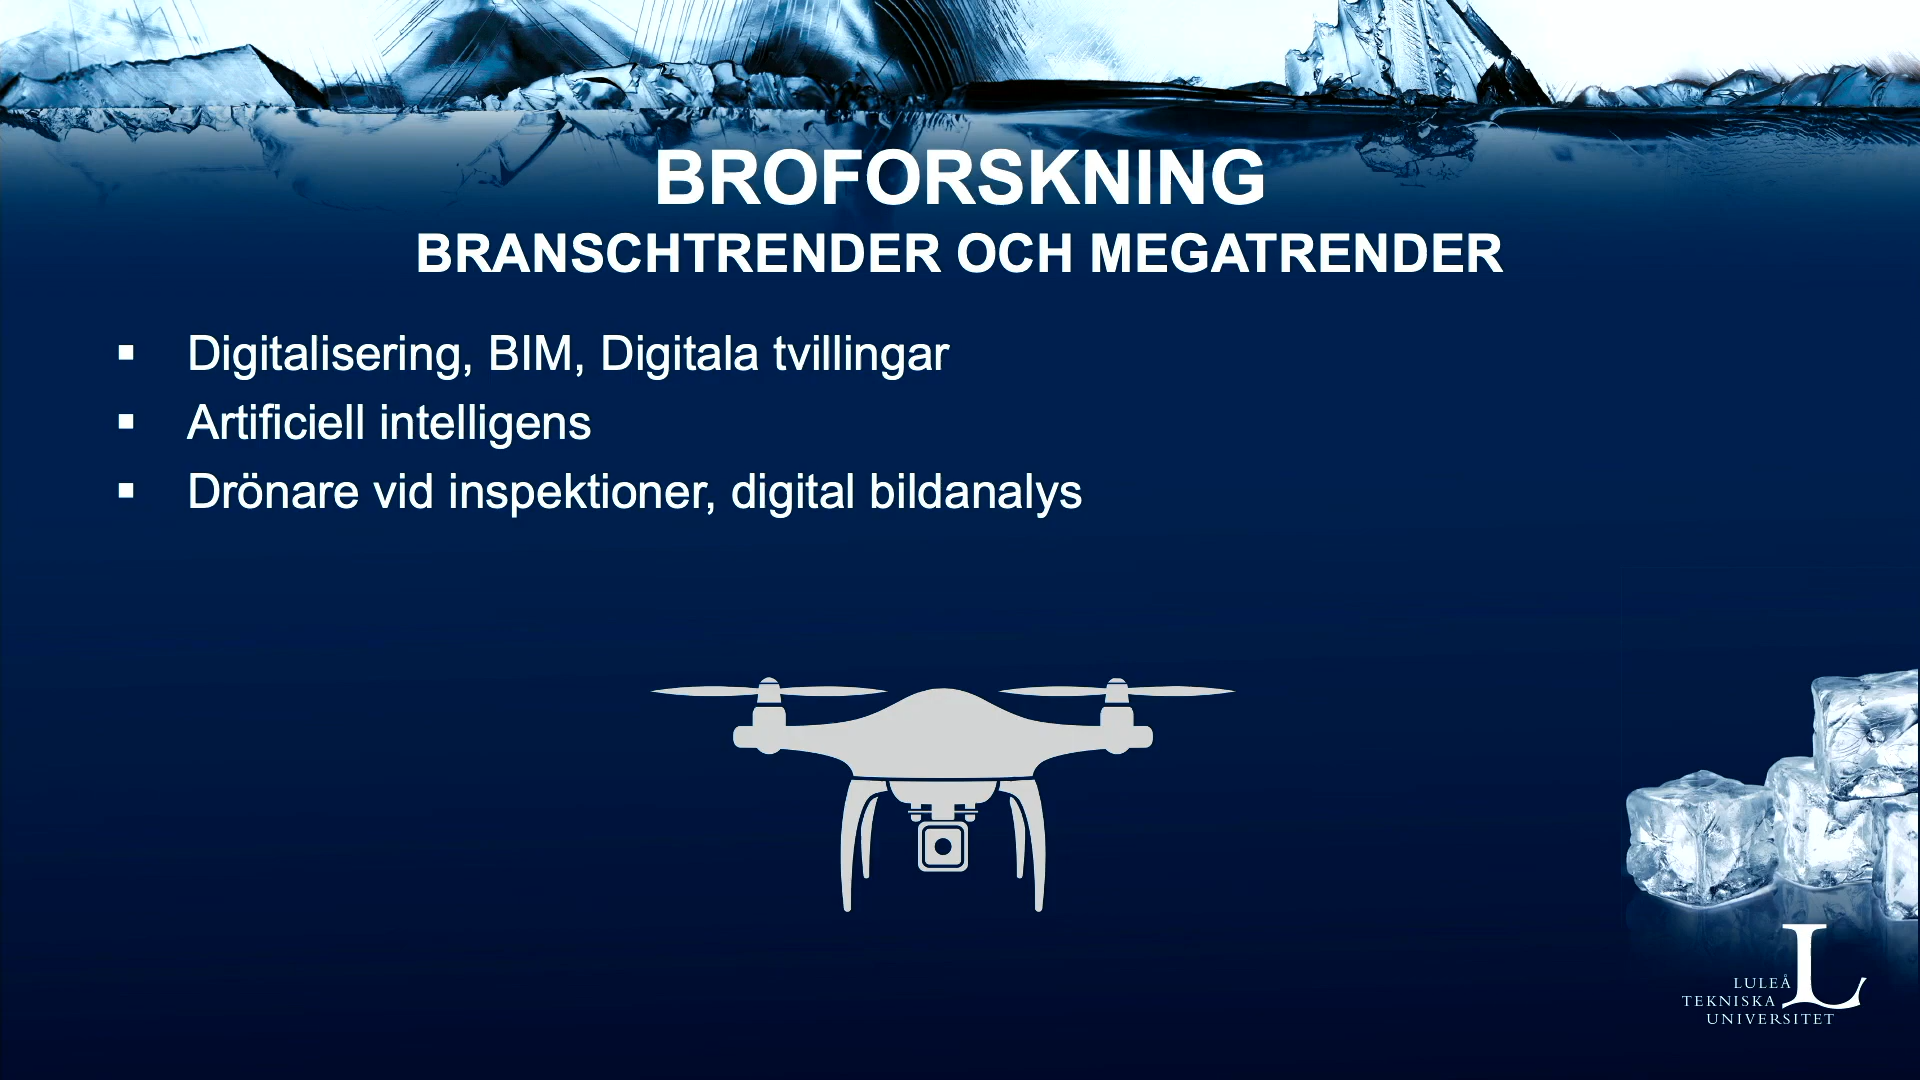 BROFORSKNING
BRANSCHTRENDER OCH MEGATRENDER
▪ Digitalisering, BIM, Digitala tvillingar
▪ Artificiell intelligens
▪ Drönare vid inspektioner, digital bildanalys
LULEÅ
TEKNISKA
UNIVERSITET
L